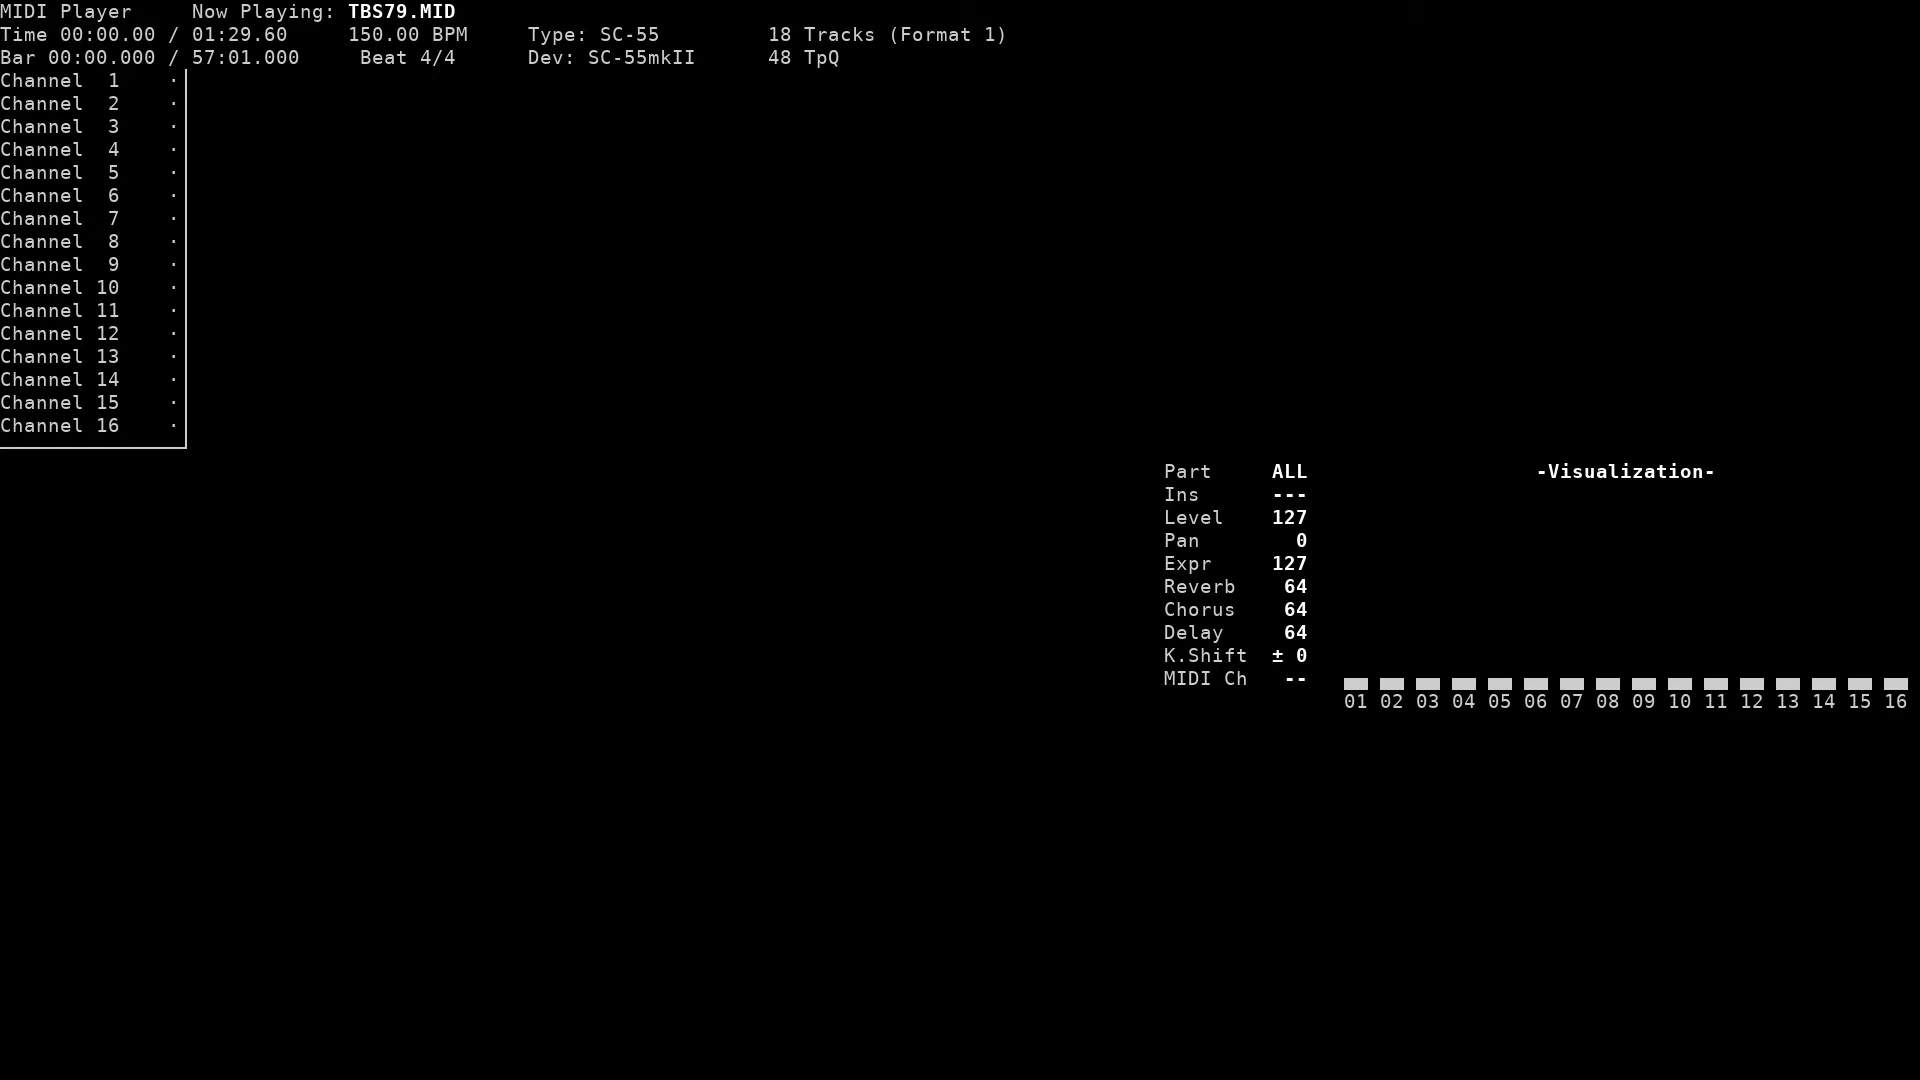 MIDI Player     Now Playing: TBS79.MID
Time 00:00.00 / 01:29.60     150.00 BPM     Type: SC-55         18 Tracks (Format 1)
Bar 00:00.000 / 57:01.000     Beat 4/4      Dev: SC-55mkII      48 TpQ
Channel  1    ·
Channel  2    ·
Channel  3    ·
Channel  4    ·
Channel  5    ·
Channel  6    ·
Channel  7    ·
Channel  8    ·
Channel  9    ·
Channel 10    ·
Channel 11    ·
Channel 12    ·
Channel 13    ·
Channel 14    ·
Channel 15    ·
Channel 16    ·
Part     ALL
Ins      ---
Level    127
Pan        0
Expr     127
Reverb    64
Chorus    64
Delay     64
K.Shift  ± 0
MIDI Ch   --
-Visualization-
01 02 03 04 05 06 07 08 09 10 11 12 13 14 15 16